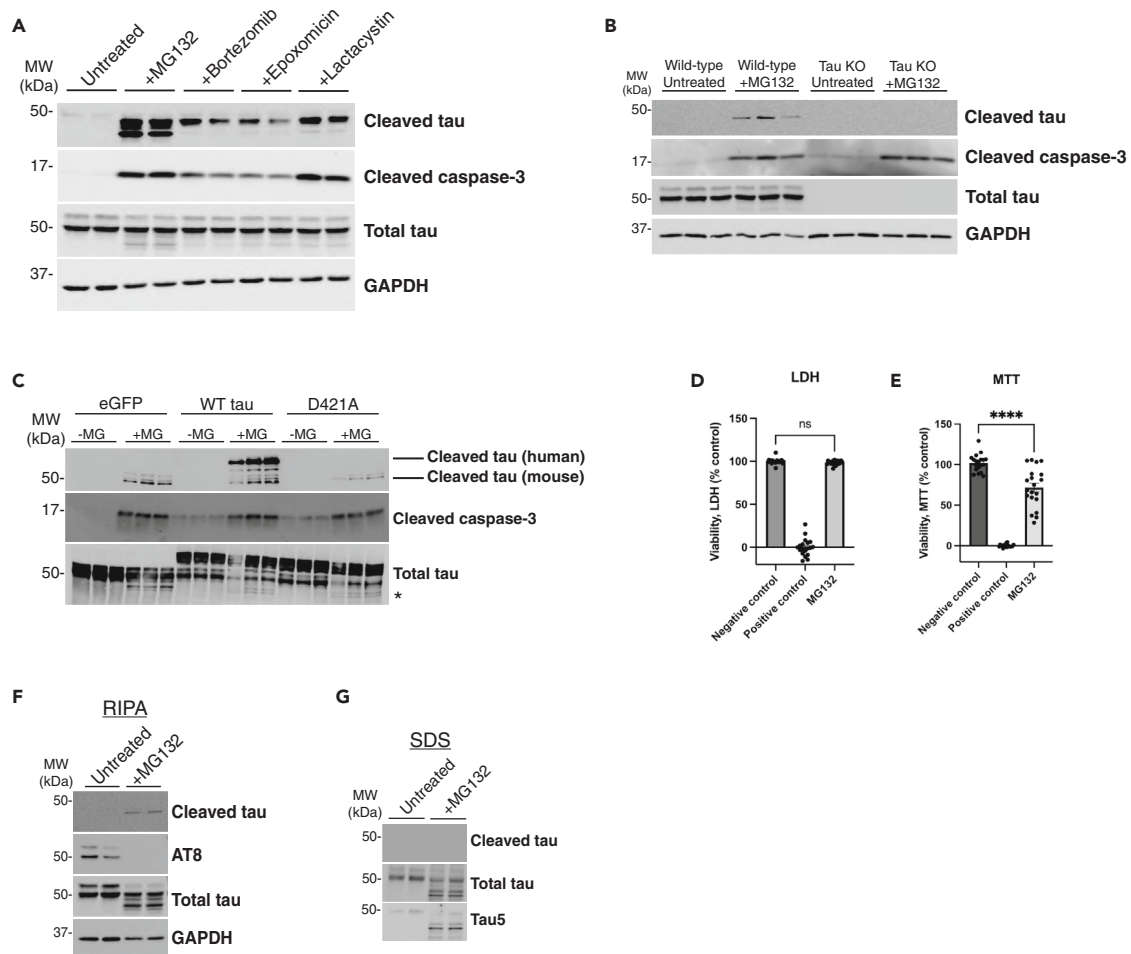 A
Untreated
+MG132
+Bortezomib
+Epoxomicin
+Lactacystin
MW
(kDa)
50-
Cleaved tau
17-
Cleaved caspase-3
50-
Total tau
37-
GAPDH
B
MW
(kDa)
Wild-type Wild-type Tau KO Tau KO
Untreated +MG132 Untreated +MG132
50-
Cleaved tau
17-
Cleaved caspase-3
50-
Total tau
37-
GAPDH
C
eGFP WT tau D421A
MW
(kDa)
-MG +MG -MG +MG -MG +MG
Cleaved tau (human)
50-
Cleaved tau (mouse)
17-
Cleaved caspase-3
50-
Total tau
*
D
LDH
Viability, LDH (% control)
150
100
50
0
ns
Negative control
Positive control
MG132
E
MTT
Viability, MTT (% control)
150
100
50
0
****
Negative control
Positive control
MG132
F
RIPA
Untreated
+MG132
MW
(kDa)
50-
Cleaved tau
50-
AT8
50-
Total tau
37-
GAPDH
G
SDS
Untreated
+MG132
MW
(kDa)
50-
Cleaved tau
50-
Total tau
50-
Tau5